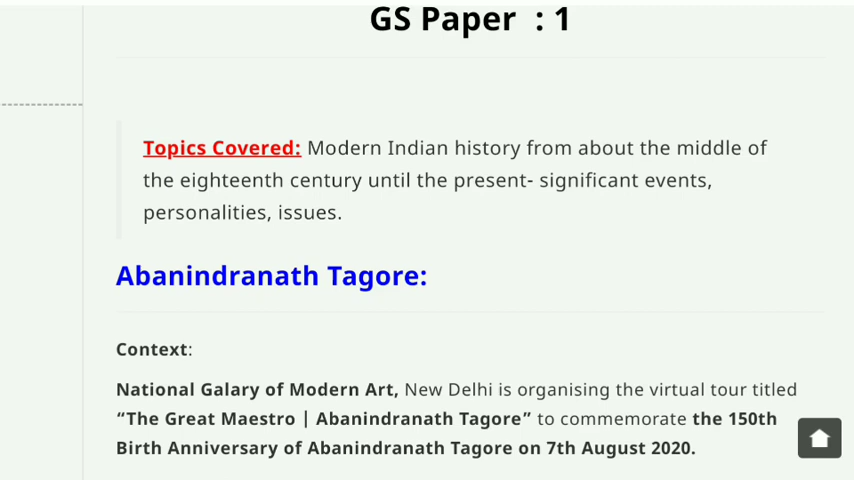 GS Paper : 1
Topics Covered: Modern Indian history from about the middle of
the eighteenth century until the present- significant events,
personalities, issues.
Abanindranath Tagore:
Context:
National Galary of Modern Art, New Delhi is organising the virtual tour titled
“The Great Maestro | Abanindranath Tagore” to commemorate the 150th
Birth Anniversary of Abanindranath Tagore on 7th August 2020.